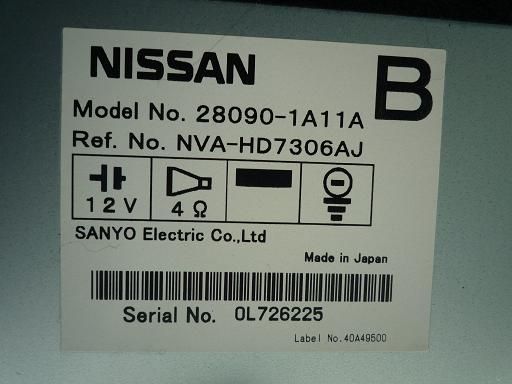 NISSAN
B
Model No. 28090-1A11A
Ref. No. NVA-HD7306AJ
12V
4Ω
SANYO Electric Co.,Ltd
Made in Japan
Serial No. 0L726225
Label No.40A49500